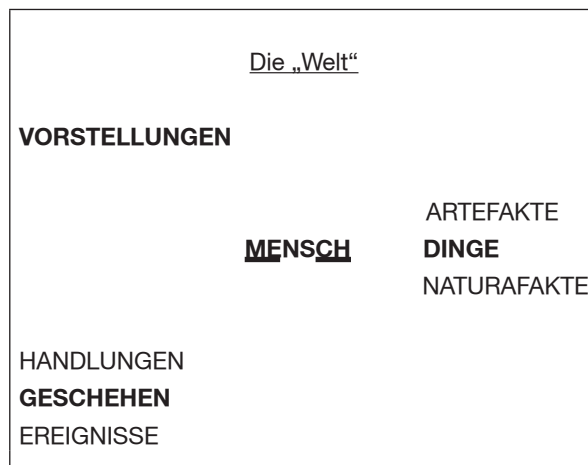 Die „Welt“
VORSTELLUNGEN
ARTEFAKTE
MENSCH DINGE
NATURAFAKTE
HANDLUNGEN
GESCHEHEN
EREIGNISSE